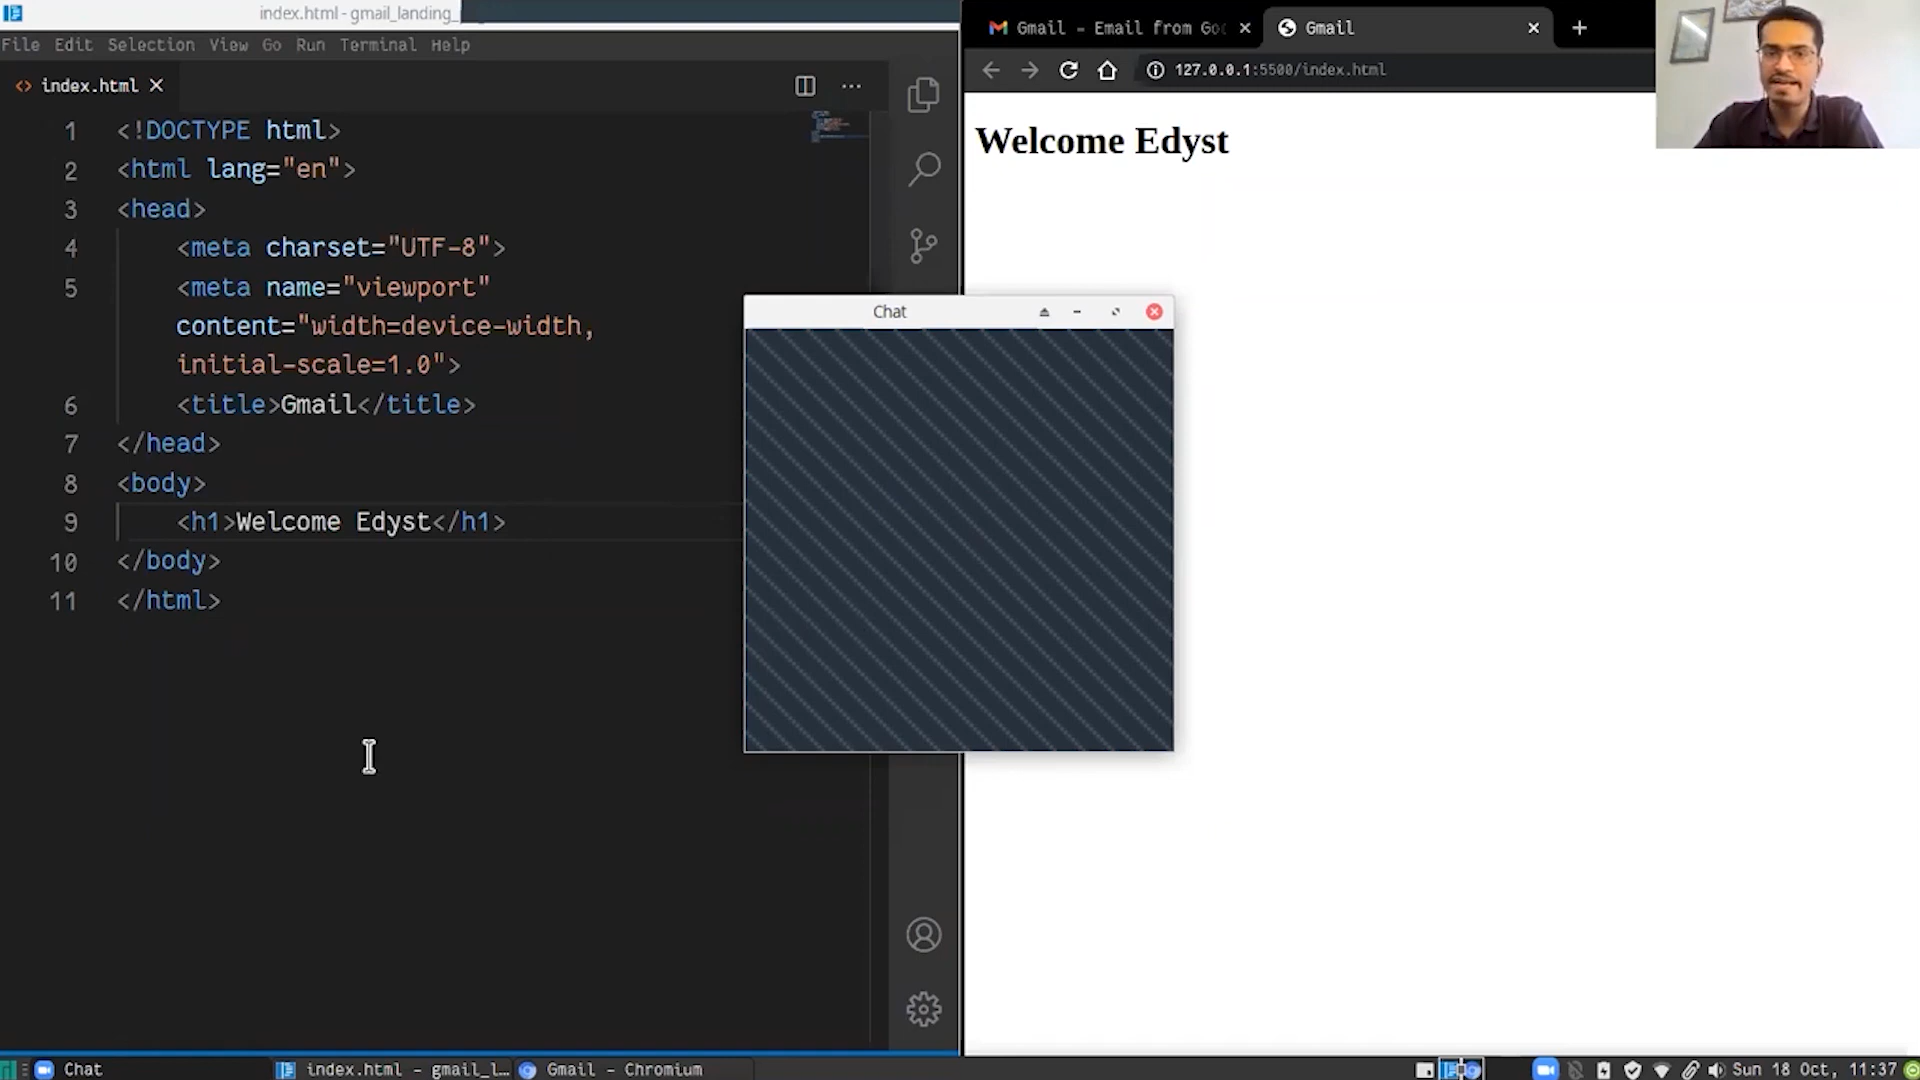 index.html - gmail_landing_
File Edit Selection View Go Run Terminal Help
index.html
1 <!DOCTYPE html>
2 <html lang="en">
3 <head>
4 <meta charset="UTF-8">
5 <meta name="viewport"
content="width=device-width,
initial-scale=1.0">
6 <title>Gmail</title>
7 </head>
8 <body>
9 <h1>Welcome Edyst</h1>
10 </body>
11 </html>
Gmail - Email from Go
Gmail
127.0.0.1:5500/index.html
Welcome Edyst
Chat
Chat
index.html - gmail_l…
Gmail - Chromium
Sun 18 Oct, 11:37